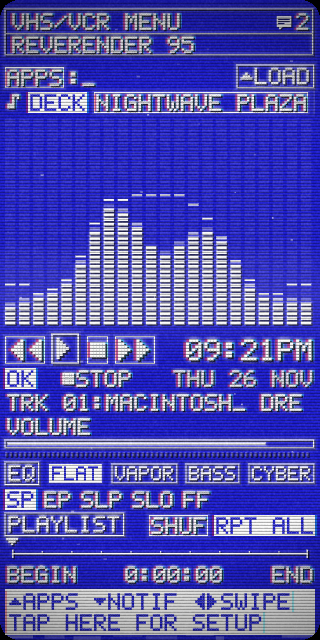 VHS/VCR MENU 2
REVERENDER 95
APPS:_ LOAD
DECK NIGHTWAVE PLAZA
09:21PM
OK STOP THU 26 NOV
TRK 01:MACINTOSH_ DRE
VOLUME
EQ FLAT VAPOR BASS CYBER
SP EP SLP SLO FF
PLAYLIST SHUF RPT ALL
BEGIN 0:00:00 END
APPS NOTIF SWIPE
TAP HERE FOR SETUP